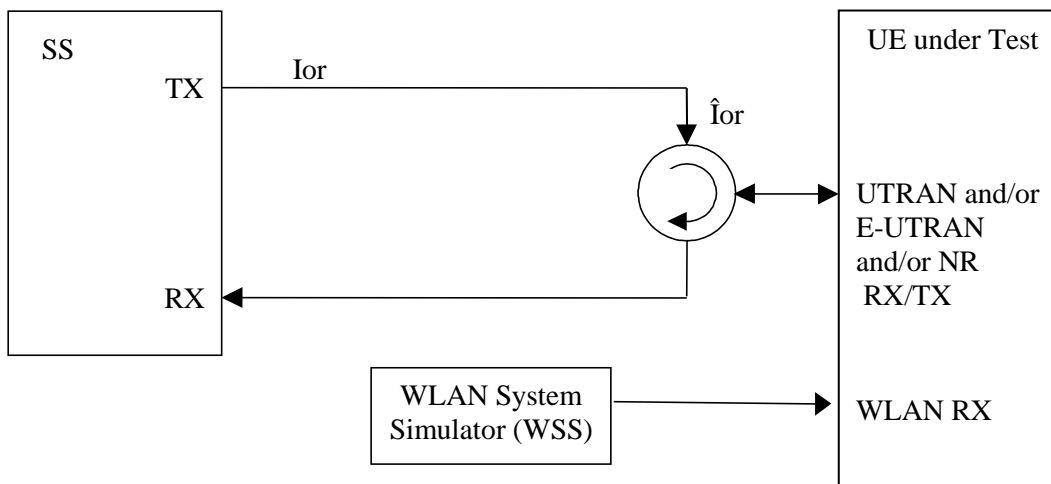 SS
TX
RX
Ior
Îor
UE under Test
UTRAN and/or
E-UTRAN
and/or NR
RX/TX
WLAN RX
WLAN System
Simulator (WSS)